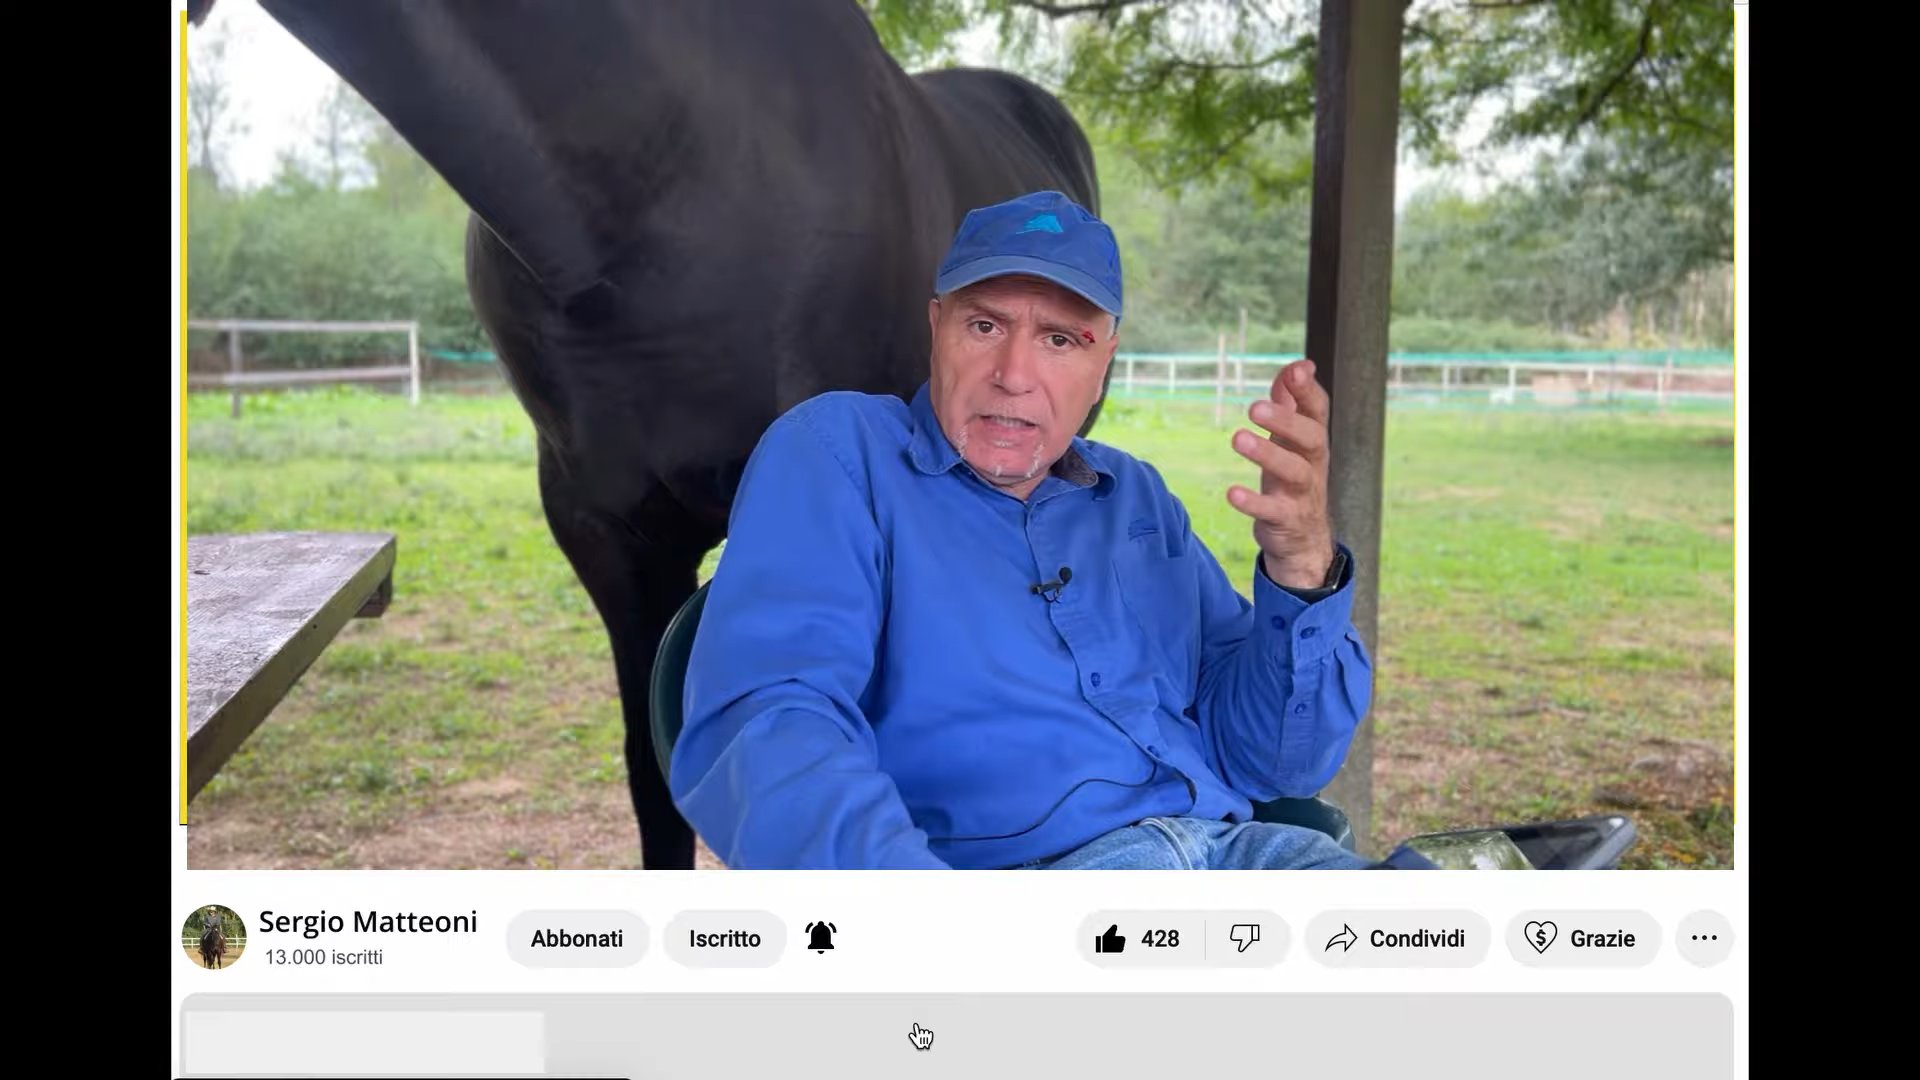 Sergio Matteoni
13.000 iscritti
Abbonati
Iscritto
428
Condividi
Grazie